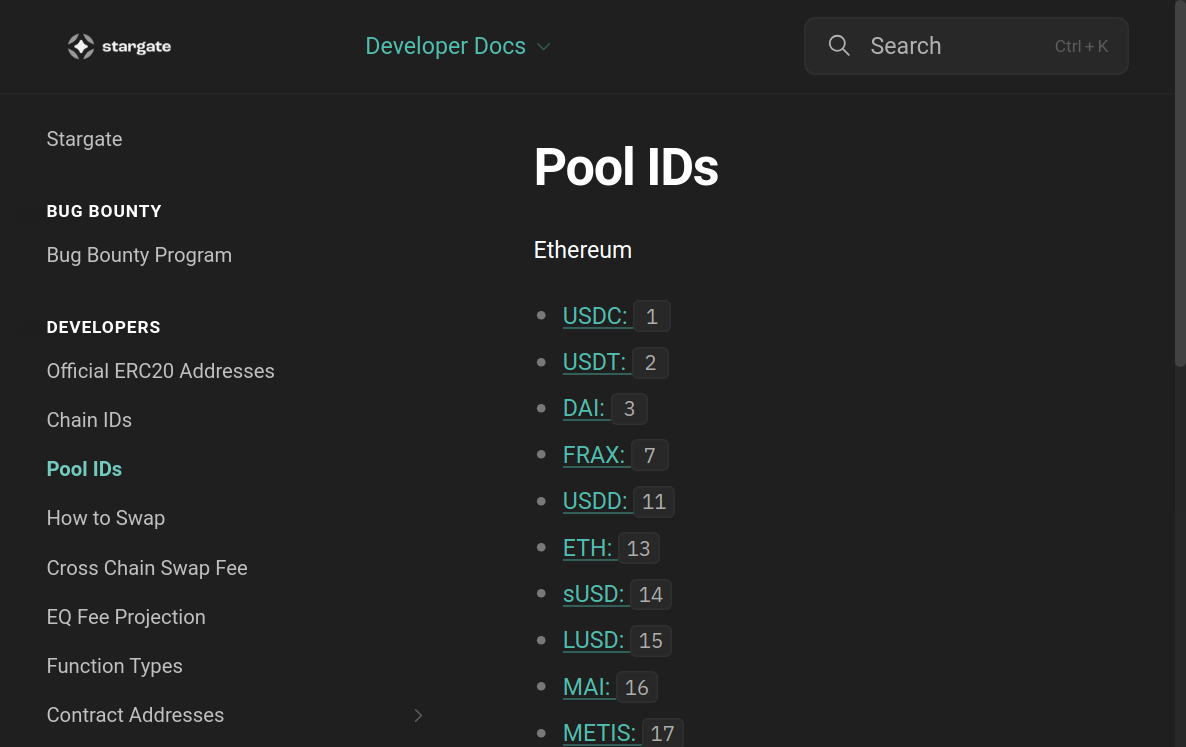 stargate
Developer Docs
Search
Ctrl + K
Stargate
BUG BOUNTY
Bug Bounty Program
DEVELOPERS
Official ERC20 Addresses
Chain IDs
Pool IDs
How to Swap
Cross Chain Swap Fee
EQ Fee Projection
Function Types
Contract Addresses
Pool IDs
Ethereum
USDC: 1
USDT: 2
DAI: 3
FRAX: 7
USDD: 11
ETH: 13
sUSD: 14
LUSD: 15
MAI: 16
METIS: 17